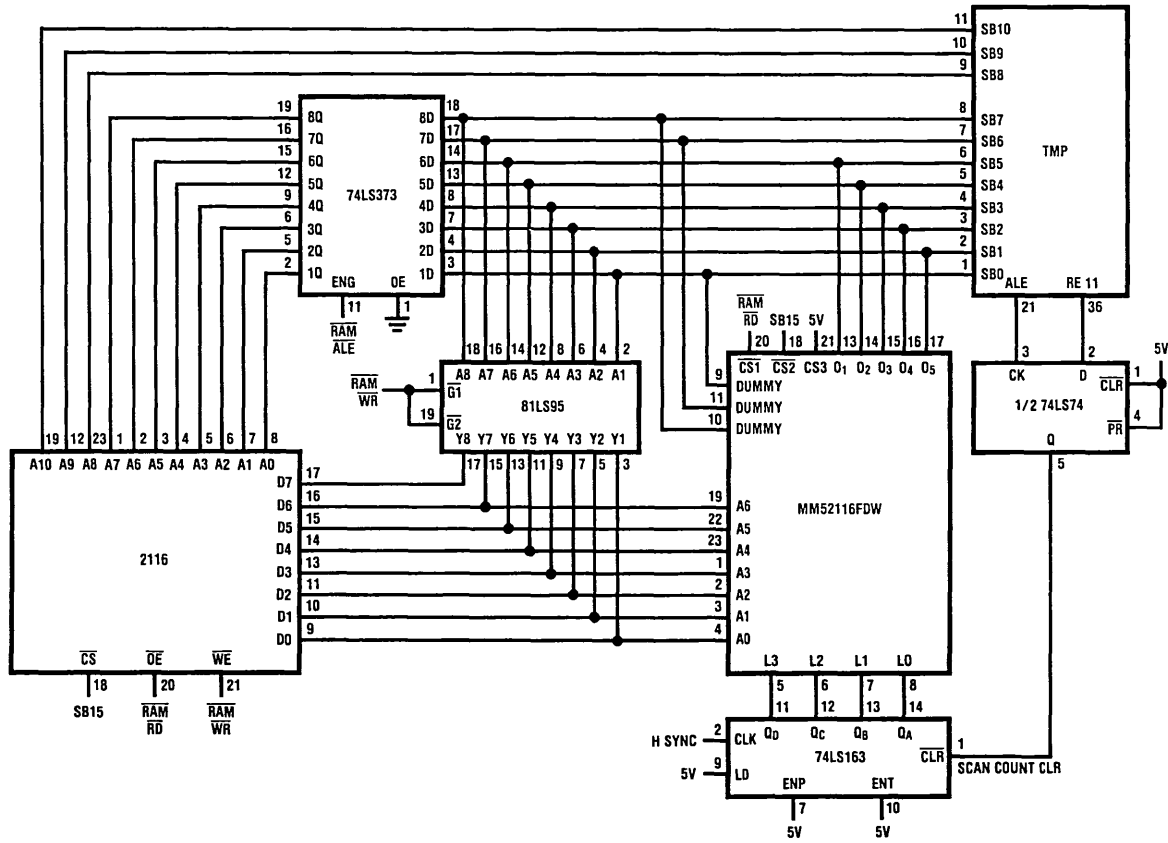 11 SB10
10 SB9
9 SB8
8 SB7
7 SB6
6 SB5
5 SB4
4 SB3
3 SB2
2 SB1
1 SB0
TMP
ALE RE 11
21 36
19 8Q 8D 18
16 7Q 7D 17
15 6Q 6D 14
12 5Q 5D 13
9 4Q 4D 8
6 3Q 3D 7
5 2Q 2D 4
2 1Q 1D 3
74LS373
ENG OE
11 1
RAM
ALE
18 16 14 12 8 6 4 2
A8 A7 A6 A5 A4 A3 A2 A1
RAM
WR
1 G1
19 G2
81LS95
Y8 Y7 Y6 Y5 Y4 Y3 Y2 Y1
17 15 13 11 9 7 5 3
RAM
RD SB15 5V
20 18 21 13 14 15 16 17
CS1 CS2 CS3 O1 O2 O3 O4 O5
9 DUMMY
11 DUMMY
10 DUMMY
MM52116FDW
19 A6
22 A5
23 A4
1 A3
2 A2
3 A1
4 A0
L3 L2 L1 L0
5 6 7 8
3 2
CK D
5V
CLR 1
1/2 74LS74
PR 4
Q
5
19 12 23 1 2 3 4 5 6 7 8
A10 A9 A8 A7 A6 A5 A4 A3 A2 A1 A0
D7 17
D6 16
D5 15
D4 14
D3 13
D2 11
D1 10
D0 9
2116
CS OE WE
18 20 21
SB15 RAM RAM
RD WR
11 12 13 14
QD QC QB QA
H SYNC 2 CLK
5V 9 LD
74LS163
CLR 1
SCAN COUNT CLR
ENP ENT
7 10
5V 5V